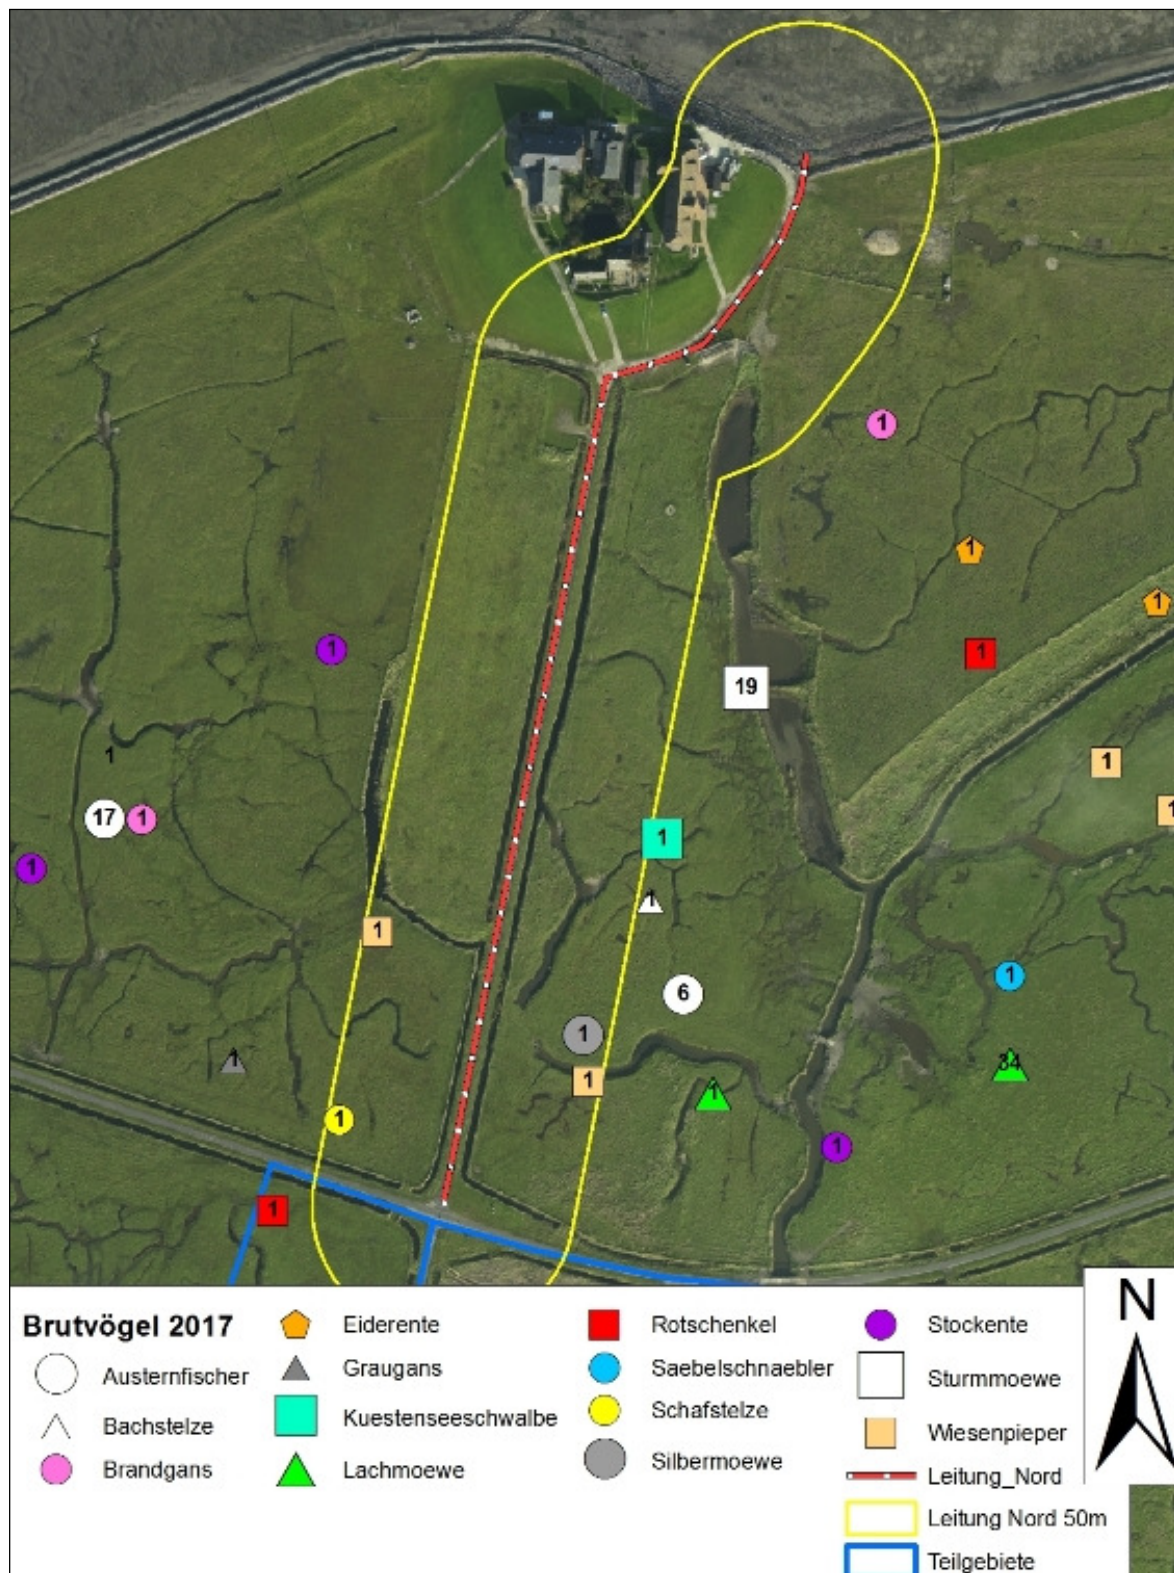 1
1
1
1
1
19
1
1
1
17
1
1
1
1
1
1
6
1
1
1
34
1
1
1
1
1
Brutvögel 2017
Austernfischer
Bachstelze
Brandgans
Eiderente
Graugans
Kuestenseeschwalbe
Lachmoewe
Rotschenkel
Saebelschnaebler
Schafstelze
Silbermoewe
Stockente
Sturmmoewe
Wiesenpieper
Leitung_Nord
Leitung Nord 50m
Teilgebiete
N